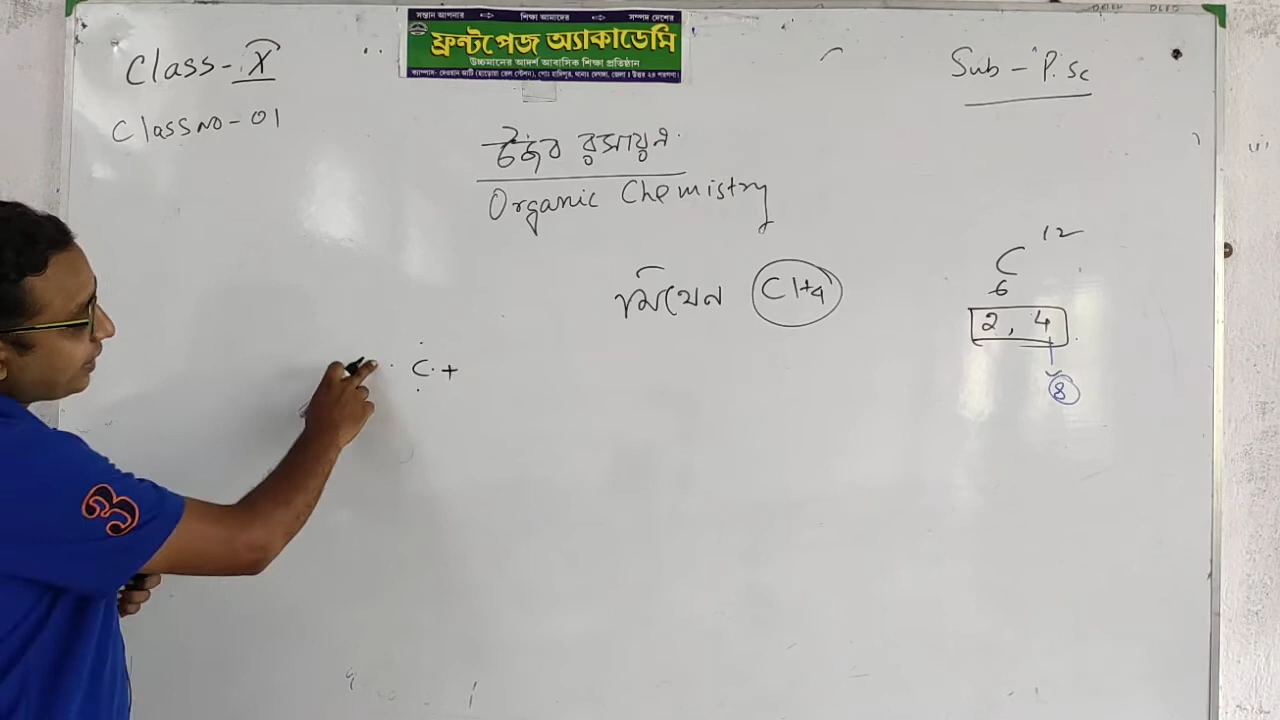 সন্তান আপনার শিক্ষা আমাদের সম্পদ দেশের
ফ্রন্টপেজ অ্যাকাডেমি
উচ্চমানের আদর্শ আবাসিক শিক্ষা প্রতিষ্ঠান
Class - X
Class no - 01
Sub - P. Sc
জৈব রসায়ন
Organic Chemistry
মিথেন CH4
C 12
6
2, 4
8
C +